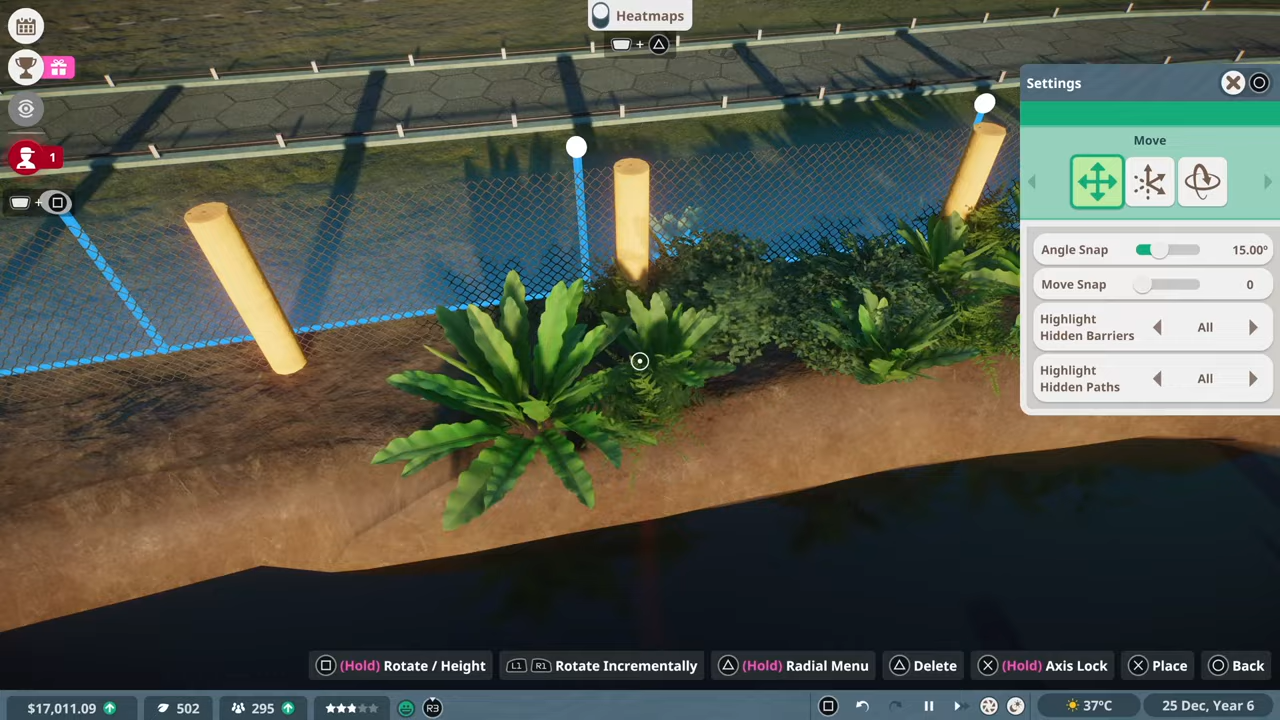 Heatmaps
+
1
+
Settings
Move
Angle Snap 15.00°
Move Snap 0
Highlight
Hidden Barriers All
Highlight
Hidden Paths All
(Hold) Rotate / Height
L1 R1 Rotate Incrementally
(Hold) Radial Menu
Delete
(Hold) Axis Lock
Place
Back
$17,011.09
502
295
R3
37°C
25 Dec, Year 6